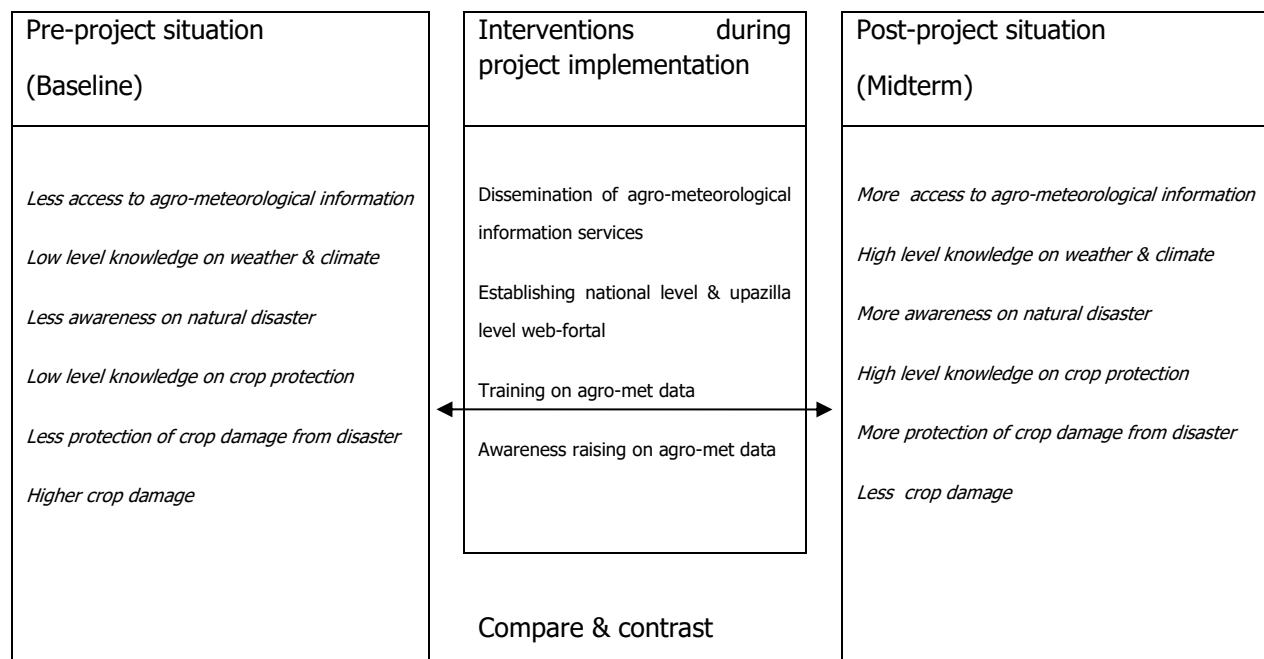 Pre-project situation
(Baseline)
Less access to agro-meteorological information
Low level knowledge on weather & climate
Less awareness on natural disaster
Low level knowledge on crop protection
Less protection of crop damage from disaster
Higher crop damage
Interventions during
project implementation
Dissemination of agro-meteorological
information services
Establishing national level & upazilla
level web-fortal
Training on agro-met data
Awareness raising on agro-met data
Compare & contrast
Post-project situation
(Midterm)
More access to agro-meteorological information
High level knowledge on weather & climate
More awareness on natural disaster
High level knowledge on crop protection
More protection of crop damage from disaster
Less crop damage